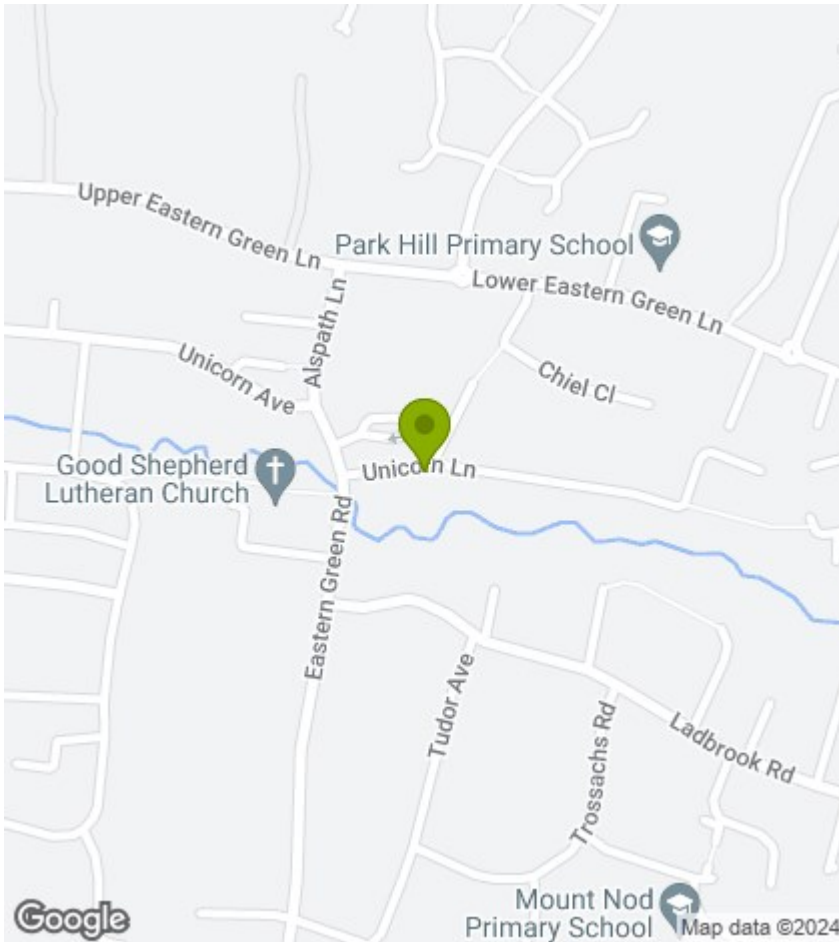 Upper Eastern Green Ln
Park Hill Primary School
Lower Eastern Green Ln
Alspath Ln
Unicorn Ave
Chiel Cl
Good Shepherd
Lutheran Church
Unicorn Ln
Eastern Green Rd
Tudor Ave
Trossachs Rd
Ladbrook Rd
Mount Nod
Primary School
Google
Map data ©2024